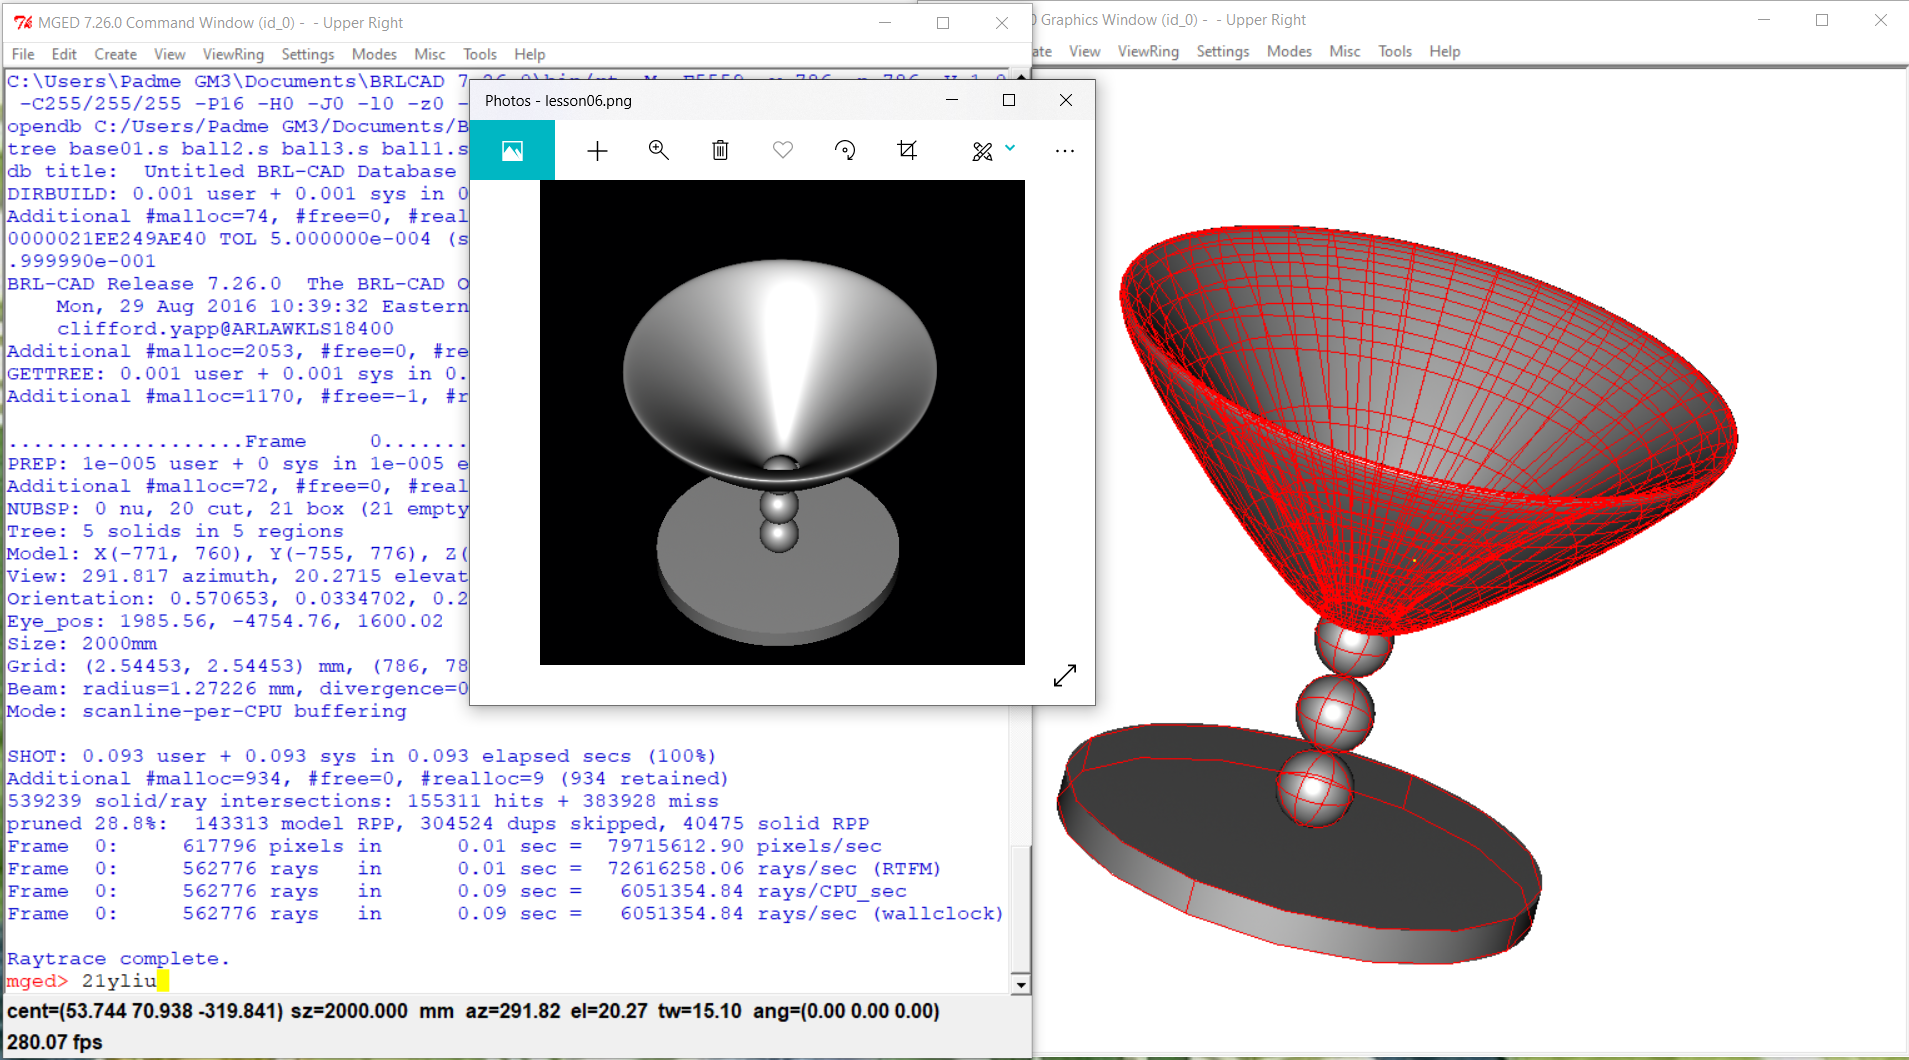 MGED 7.26.0 Command Window (id_0) - - Upper Right
File Edit Create View ViewRing Settings Modes Misc Tools Help
C:\Users\Padme GM3\Documents\BRLCAD 7
-C255/255/255 -P16 -H0 -J0 -l0 -z0 -
opendb C:/Users/Padme GM3/Documents/B
tree base01.s ball2.s ball3.s ball1.s
db title: Untitled BRL-CAD Database
DIRBUILD: 0.001 user + 0.001 sys in 0
Additional #malloc=74, #free=0, #real
0000021EE249AE40 TOL 5.000000e-004 (s
.999990e-001
BRL-CAD Release 7.26.0 The BRL-CAD O
Mon, 29 Aug 2016 10:39:32 Eastern
clifford.yapp@ARLAWKLS18400
Additional #malloc=2053, #free=0, #re
GETTREE: 0.001 user + 0.001 sys in 0.
Additional #malloc=1170, #free=-1, #r
...................Frame 0.......
PREP: 1e-005 user + 0 sys in 1e-005 e
Additional #malloc=72, #free=0, #real
NUBSP: 0 nu, 20 cut, 21 box (21 empty
Tree: 5 solids in 5 regions
Model: X(-771, 760), Y(-755, 776), Z(
View: 291.817 azimuth, 20.2715 elevat
Orientation: 0.570653, 0.0334702, 0.2
Eye_pos: 1985.56, -4754.76, 1600.02
Size: 2000mm
Grid: (2.54453, 2.54453) mm, (786, 78
Beam: radius=1.27226 mm, divergence=0
Mode: scanline-per-CPU buffering
SHOT: 0.093 user + 0.093 sys in 0.093 elapsed secs (100%)
Additional #malloc=934, #free=0, #realloc=9 (934 retained)
539239 solid/ray intersections: 155311 hits + 383928 miss
pruned 28.8%: 143313 model RPP, 304524 dups skipped, 40475 solid RPP
Frame 0: 617796 pixels in 0.01 sec = 79715612.90 pixels/sec
Frame 0: 562776 rays in 0.01 sec = 72616258.06 rays/sec (RTFM)
Frame 0: 562776 rays in 0.09 sec = 6051354.84 rays/CPU_sec
Frame 0: 562776 rays in 0.09 sec = 6051354.84 rays/sec (wallclock)
Raytrace complete.
mged> 21yliu
cent=(53.744 70.938 -319.841) sz=2000.000 mm az=291.82 el=20.27 tw=15.10 ang=(0.00 0.00 0.00)
280.07 fps
Photos - lesson06.png
0 Graphics Window (id_0) - - Upper Right
ate View ViewRing Settings Modes Misc Tools Help